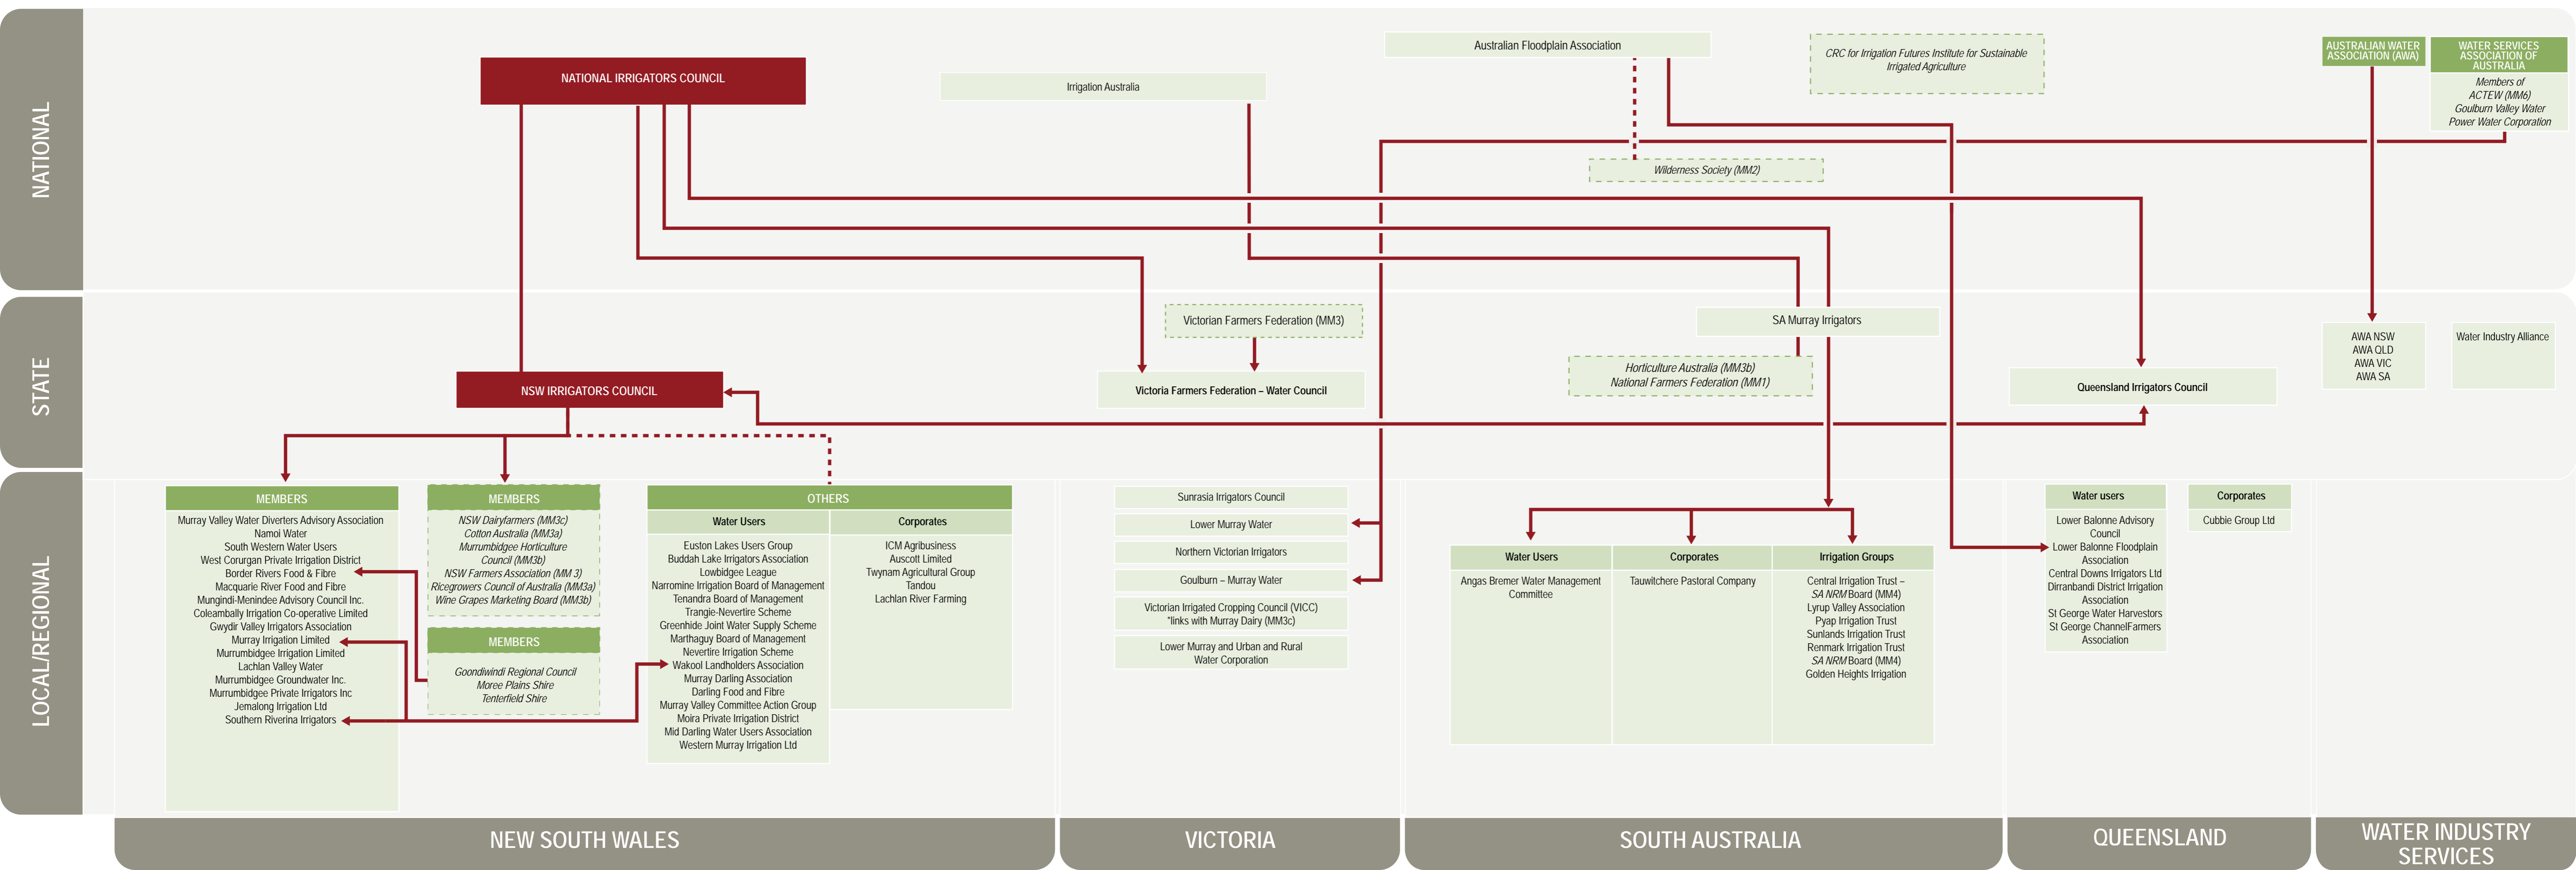 NATIONAL
NATIONAL IRRIGATORS COUNCIL
Irrigation Australia
Australian Floodplain Association
CRC for Irrigation Futures Institute for Sustainable
Irrigated Agriculture
Wilderness Society (MM2)
AUSTRALIAN WATER
ASSOCIATION (AWA)
WATER SERVICES
ASSOCIATION OF
AUSTRALIA
Members of
ACTEW (MM6)
Goulburn Valley Water
Power Water Corporation
STATE
NSW IRRIGATORS COUNCIL
Victorian Farmers Federation (MM3)
Victoria Farmers Federation – Water Council
SA Murray Irrigators
Horticulture Australia (MM3b)
National Farmers Federation (MM1)
Queensland Irrigators Council
AWA NSW
AWA QLD
AWA VIC
AWA SA
Water Industry Alliance
LOCAL/REGIONAL
MEMBERS
Murray Valley Water Diverters Advisory Association
Namoi Water
South Western Water Users
West Corurgan Private Irrigation District
Border Rivers Food & Fibre
Macquarie River Food and Fibre
Mungindi-Menindee Advisory Council Inc.
Coleambally Irrigation Co-operative Limited
Gwydir Valley Irrigators Association
Murray Irrigation Limited
Murrumbidgee Irrigation Limited
Lachlan Valley Water
Murrumbidgee Groundwater Inc.
Murrumbidgee Private Irrigators Inc
Jemalong Irrigation Ltd
Southern Riverina Irrigators
MEMBERS
NSW Dairyfarmers (MM3c)
Cotton Australia (MM3a)
Murrumbidgee Horticulture
Council (MM3b)
NSW Farmers Association (MM 3)
Ricegrowers Council of Australia (MM3a)
Wine Grapes Marketing Board (MM3b)
MEMBERS
Goondiwindi Regional Council
Moree Plains Shire
Tenterfield Shire
OTHERS
Water Users
Euston Lakes Users Group
Buddah Lake Irrigators Association
Lowbidgee League
Narromine Irrigation Board of Management
Tenandra Board of Management
Trangie-Nevertire Scheme
Greenhide Joint Water Supply Scheme
Marthaguy Board of Management
Nevertire Irrigation Scheme
Wakool Landholders Association
Murray Darling Association
Darling Food and Fibre
Murray Valley Committee Action Group
Moira Private Irrigation District
Mid Darling Water Users Association
Western Murray Irrigation Ltd
Corporates
ICM Agribusiness
Auscott Limited
Twynam Agricultural Group
Tandou
Lachlan River Farming
Sunrasia Irrigators Council
Lower Murray Water
Northern Victorian Irrigators
Goulburn – Murray Water
Victorian Irrigated Cropping Council (VICC)
*links with Murray Dairy (MM3c)
Lower Murray and Urban and Rural
Water Corporation
Water Users
Angas Bremer Water Management
Committee
Corporates
Tauwitchere Pastoral Company
Irrigation Groups
Central Irrigation Trust –
SA NRM Board (MM4)
Lyrup Valley Association
Pyap Irrigation Trust
Sunlands Irrigation Trust
Renmark Irrigation Trust
SA NRM Board (MM4)
Golden Heights Irrigation
Water users
Lower Balonne Advisory
Council
Lower Balonne Floodplain
Association
Central Downs Irrigators Ltd
Dirranbandi District Irrigation
Association
St George Water Harvestors
St George ChannelFarmers
Association
Corporates
Cubbie Group Ltd
NEW SOUTH WALES
VICTORIA
SOUTH AUSTRALIA
QUEENSLAND
WATER INDUSTRY
SERVICES